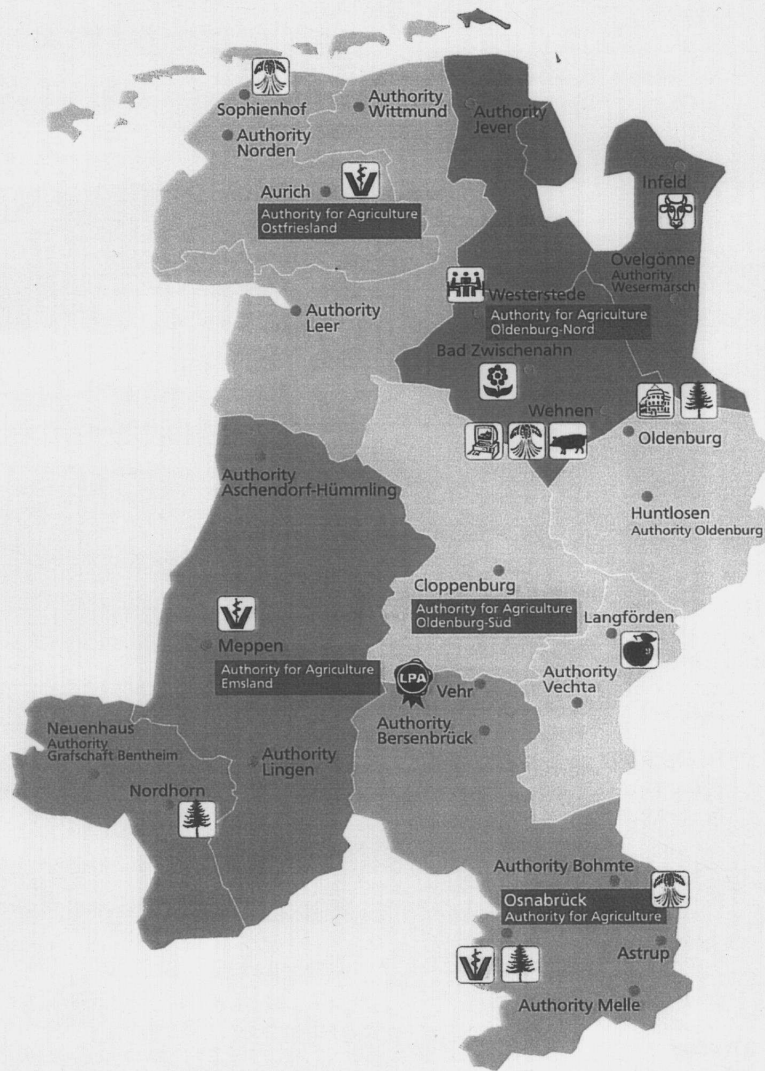 Sophienhof
Authority
Norden
Authority
Wittmund
Authority
Jever
Infeld
Aurich
Authority for Agriculture
Ostfriesland
Ovelgönne
Authority
Wesermarsch
Westerstede
Authority for Agriculture
Oldenburg-Nord
Authority
Leer
Bad Zwischenahn
Wehnen
Oldenburg
Authority
Aschendorf-Hümmling
Huntlosen
Authority Oldenburg
Cloppenburg
Authority for Agriculture
Oldenburg-Süd
Langförden
Meppen
Authority for Agriculture
Emsland
Authority
Vechta
LPA
Vehr
Authority
Bersenbrück
Neuenhaus
Authority
Grafschaft Bentheim
Authority
Lingen
Nordhorn
Authority Bohmte
Osnabrück
Authority for Agriculture
Astrup
Authority Melle